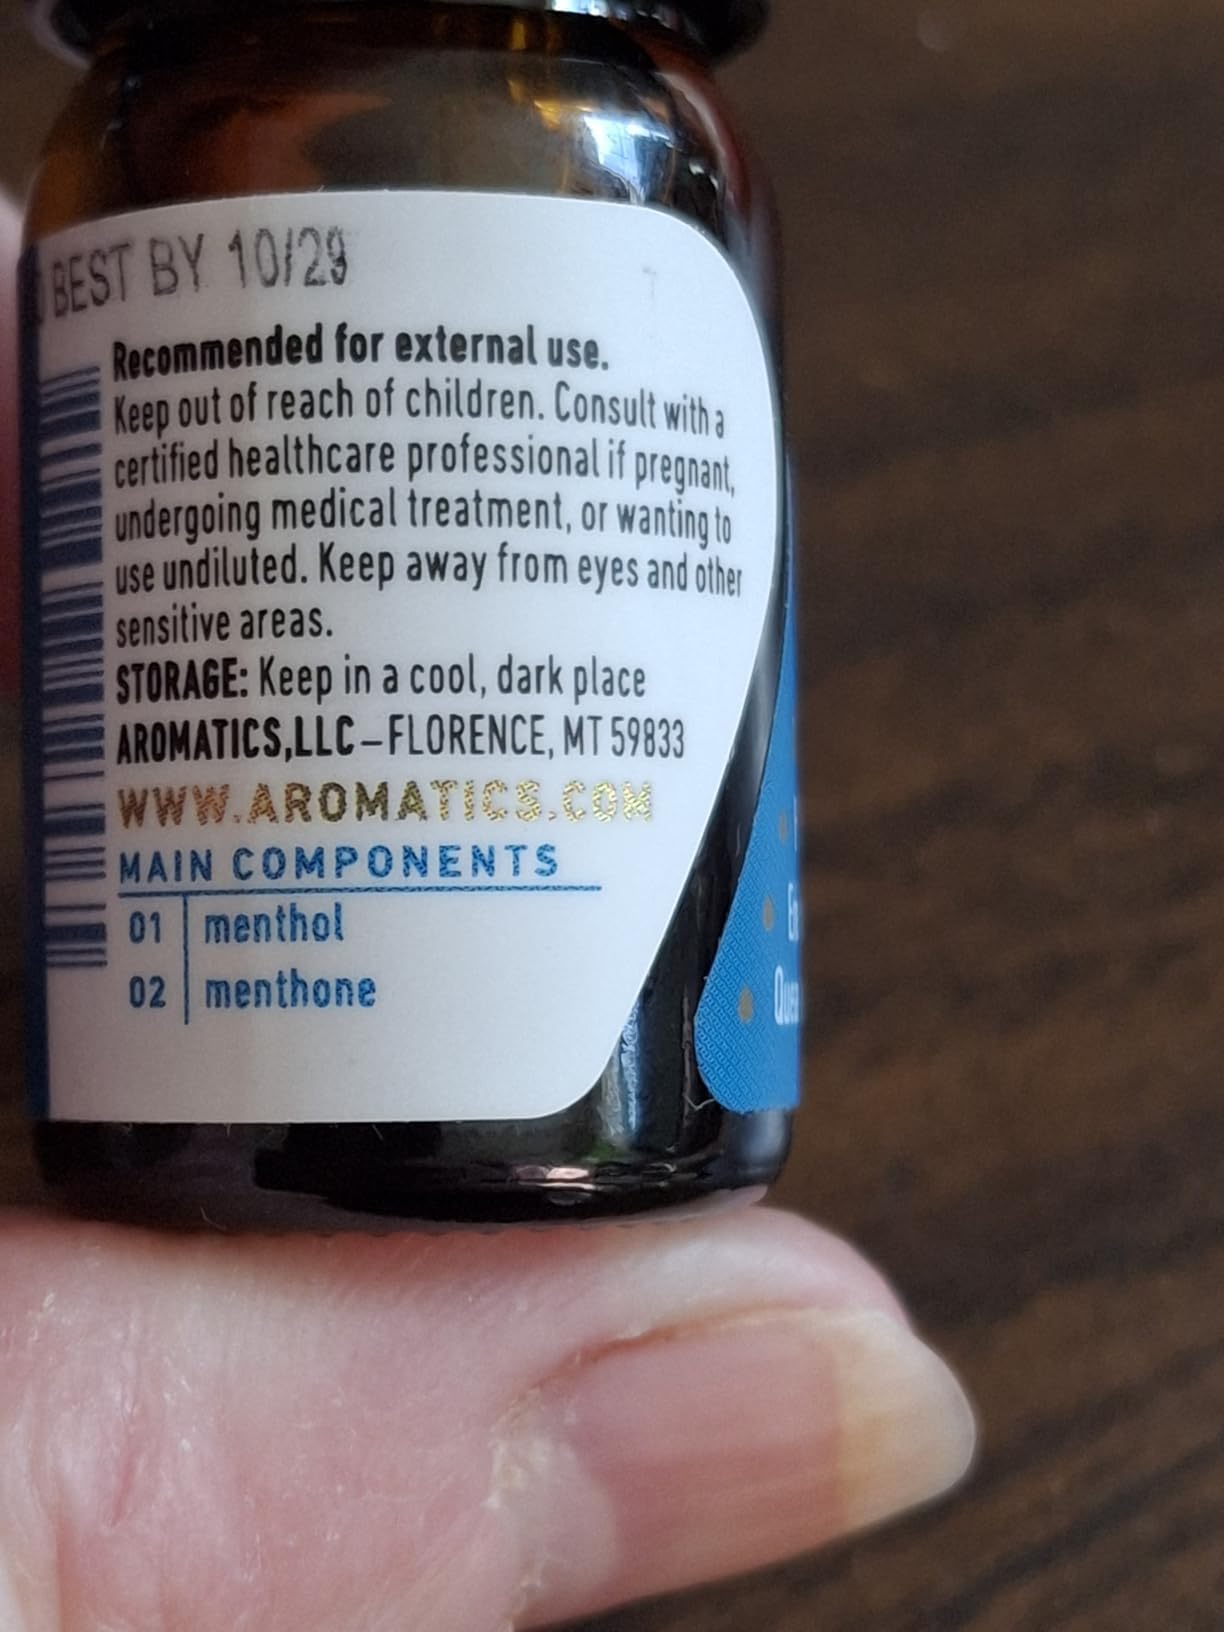 BEST BY 10/29
Recommended for external use.
Keep out of reach of children. Consult with a
certified healthcare professional if pregnant,
undergoing medical treatment, or wanting to
use undiluted. Keep away from eyes and other
sensitive areas.
STORAGE: Keep in a cool, dark place
AROMATICS,LLC–FLORENCE, MT 59833
WWW.AROMATICS.COM
MAIN COMPONENTS
01 menthol
02 menthone